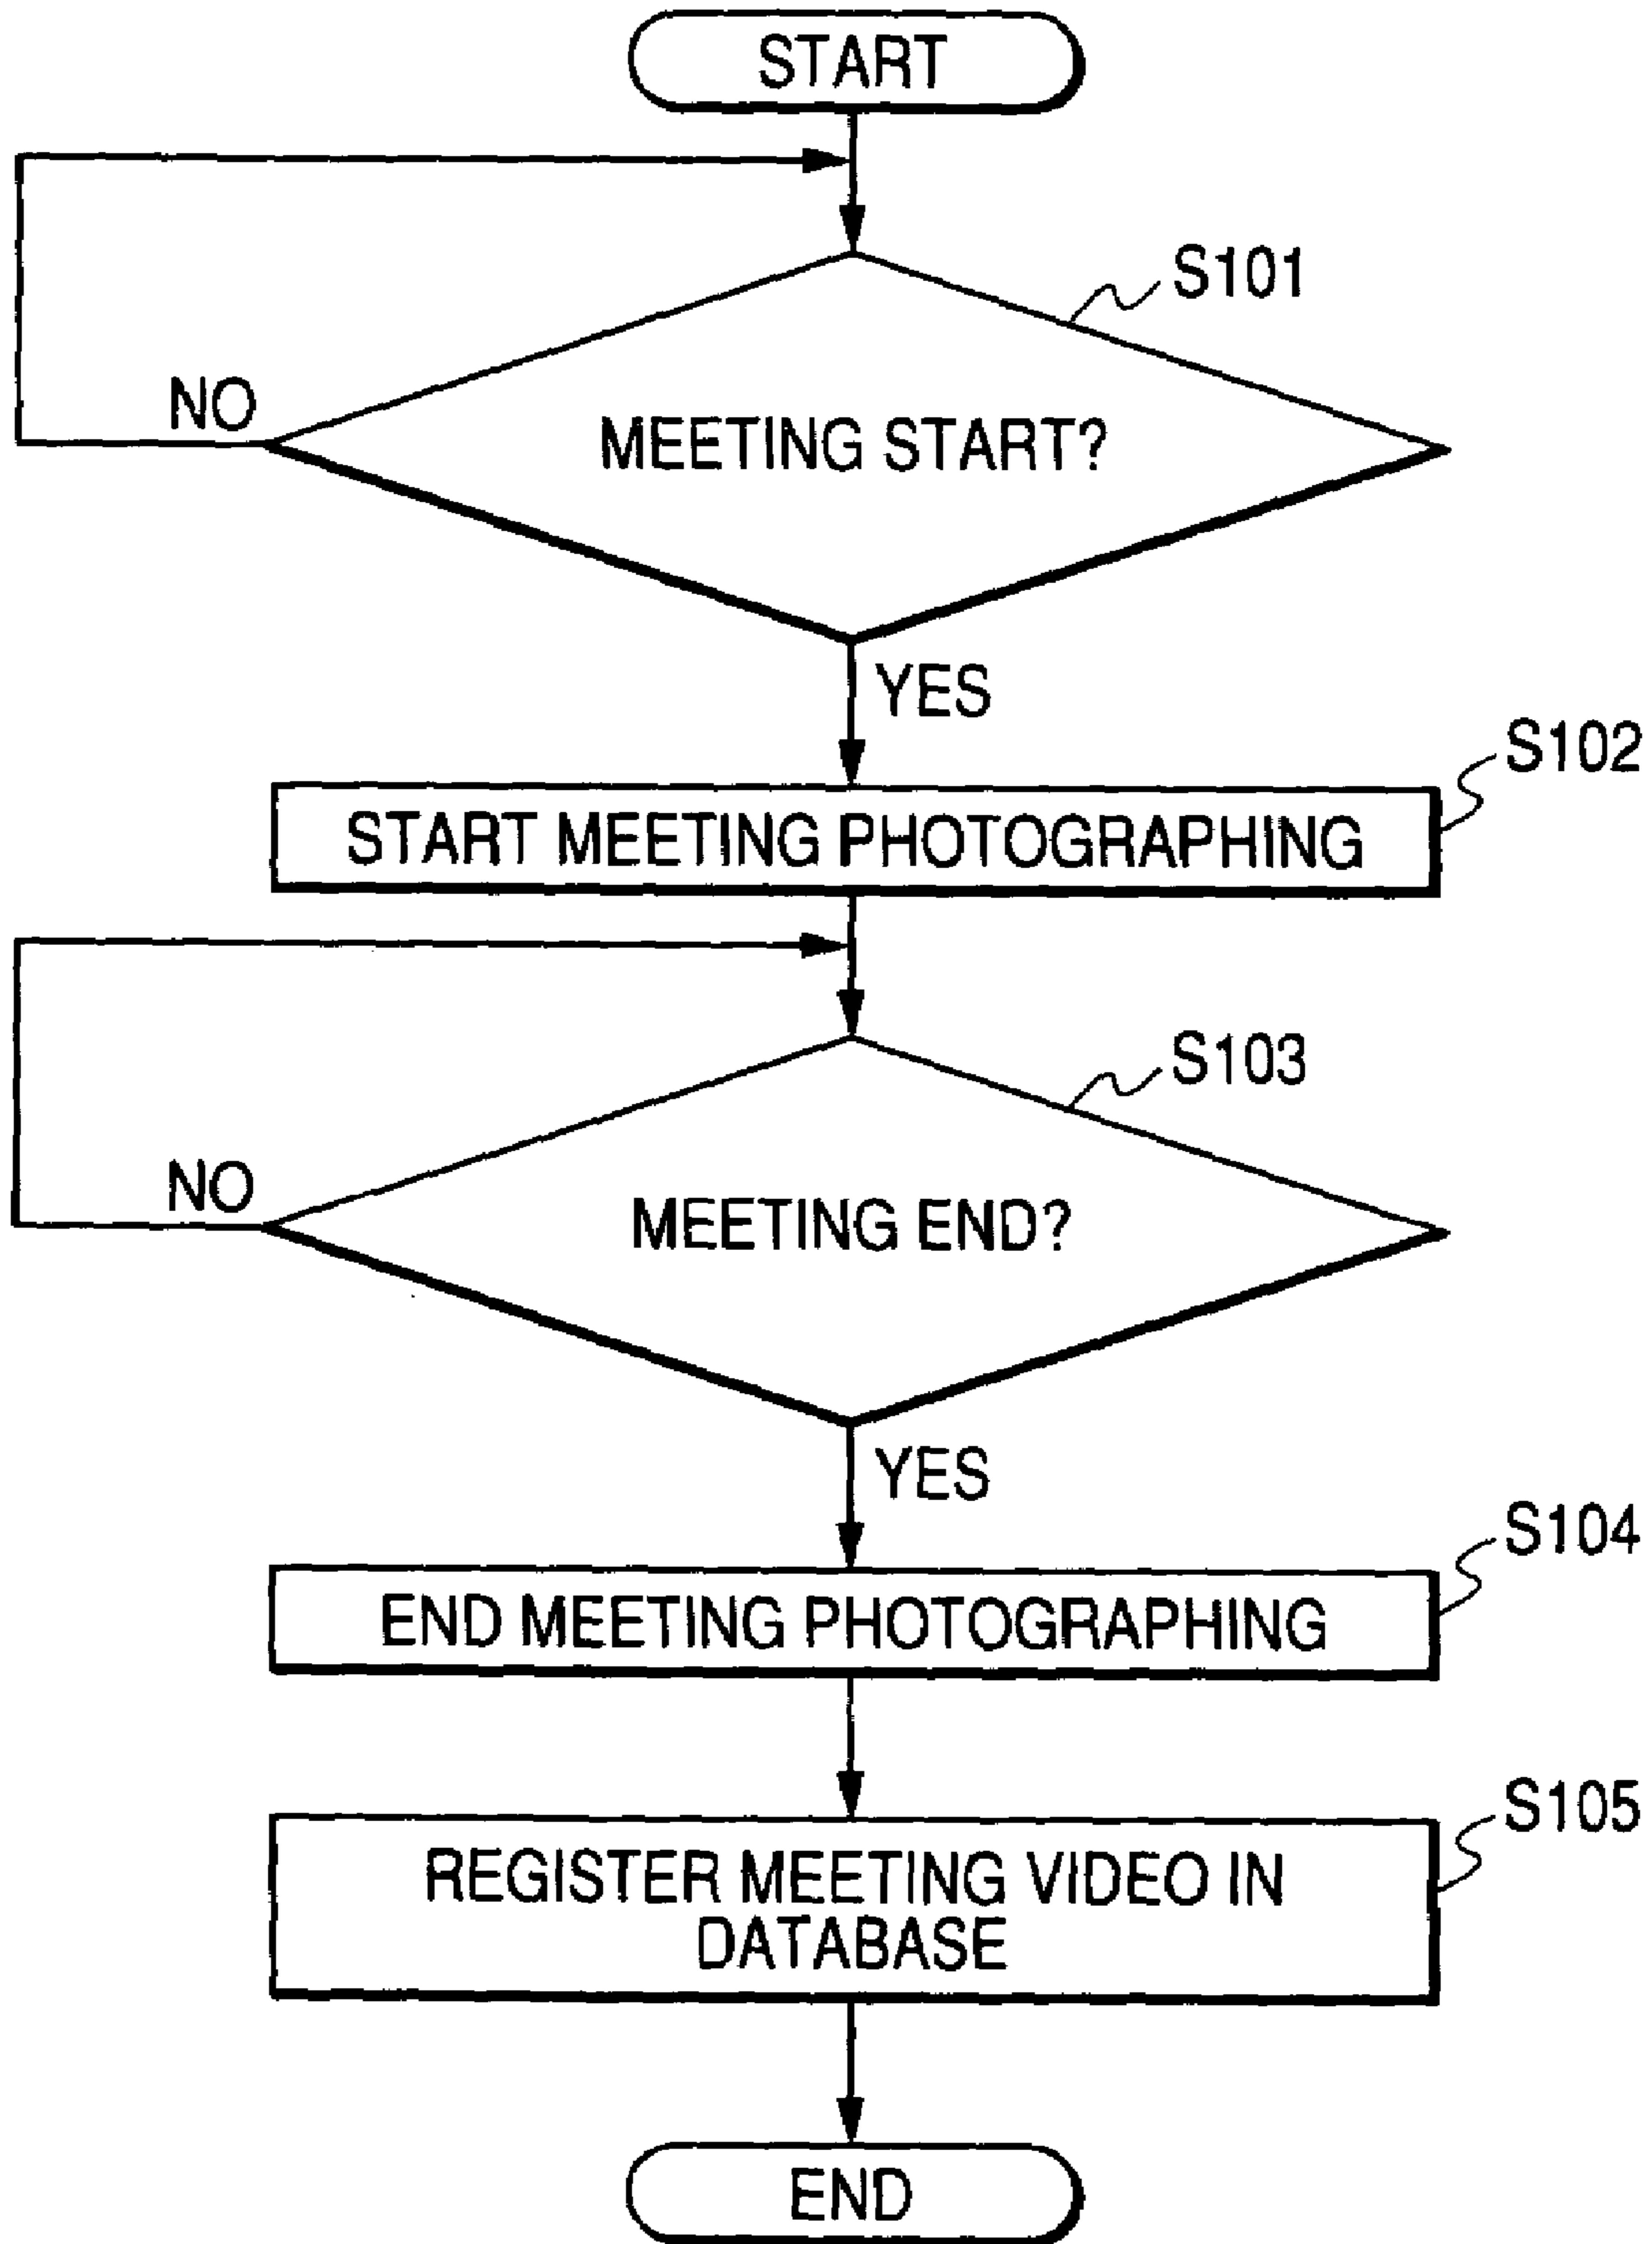 START
S101
NO
MEETING START?
YES
S102
START MEETING PHOTOGRAPHING
S103
NO
MEETING END?
YES
S104
END MEETING PHOTOGRAPHING
S105
REGISTER MEETING VIDEO IN
DATABASE
END